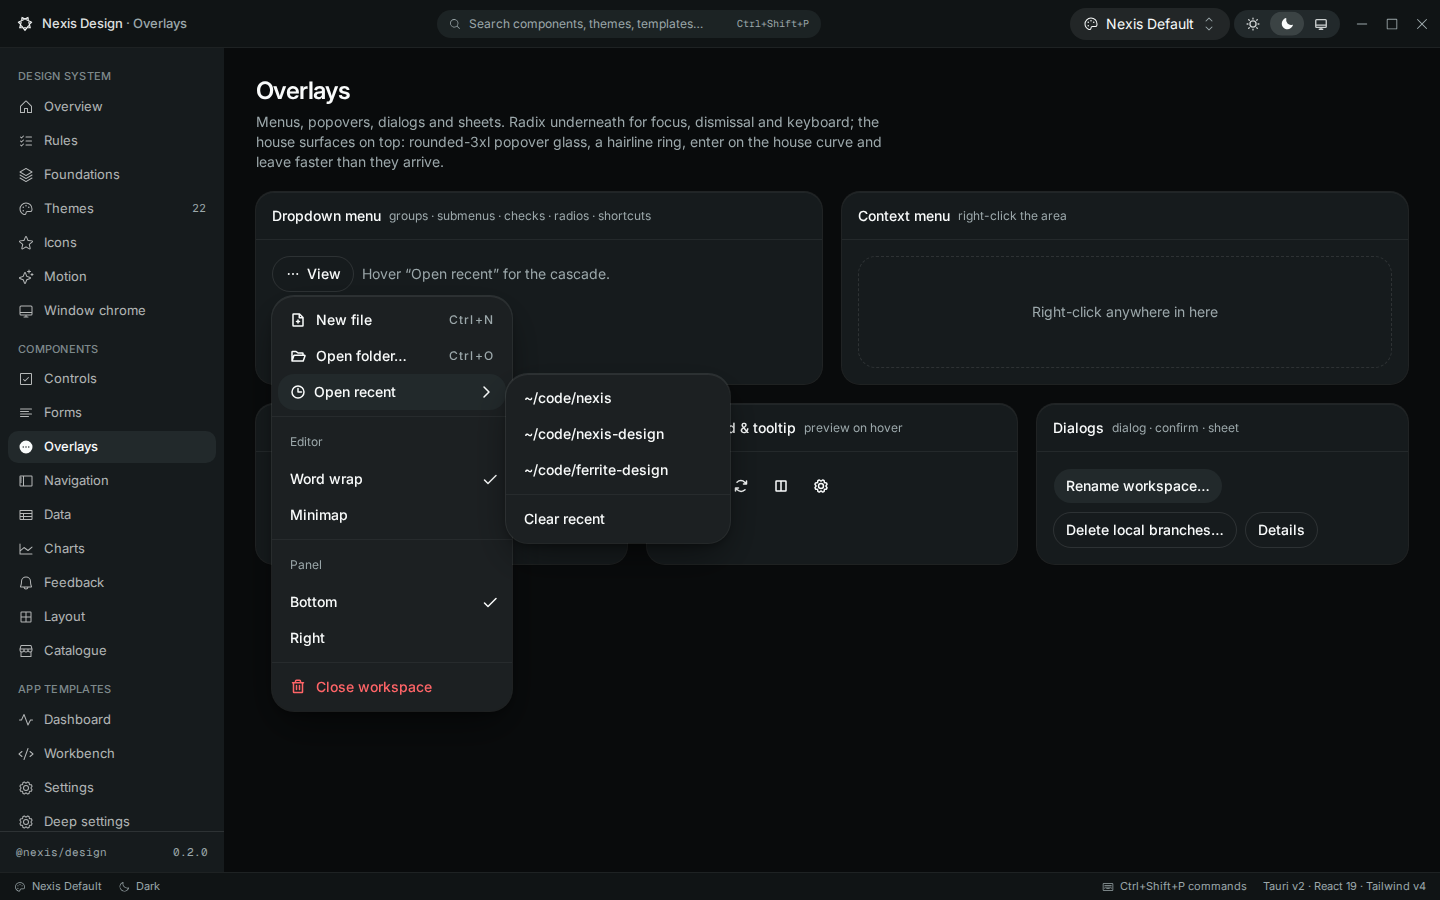 Nexis Design · Overlays
Search components, themes, templates...
Ctrl+Shift+P
Nexis Default
DESIGN SYSTEM
Overview
Rules
Foundations
Themes 22
Icons
Motion
Window chrome
COMPONENTS
Controls
Forms
Overlays
Navigation
Data
Charts
Feedback
Layout
Catalogue
APP TEMPLATES
Dashboard
Workbench
Settings
Deep settings
@nexis/design 0.2.0
Overlays
Menus, popovers, dialogs and sheets. Radix underneath for focus, dismissal and keyboard; the
house surfaces on top: rounded-3xl popover glass, a hairline ring, enter on the house curve and
leave faster than they arrive.
Dropdown menu groups · submenus · checks · radios · shortcuts
View
Hover “Open recent” for the cascade.
New file Ctrl+N
Open folder... Ctrl+O
Open recent
Editor
Word wrap
Minimap
Panel
Bottom
Right
Close workspace
~/code/nexis
~/code/nexis-design
~/code/ferrite-design
Clear recent
Context menu right-click the area
Right-click anywhere in here
& tooltip preview on hover
Dialogs dialog · confirm · sheet
Rename workspace...
Delete local branches...
Details
Nexis Default
Dark
Ctrl+Shift+P commands
Tauri v2 · React 19 · Tailwind v4